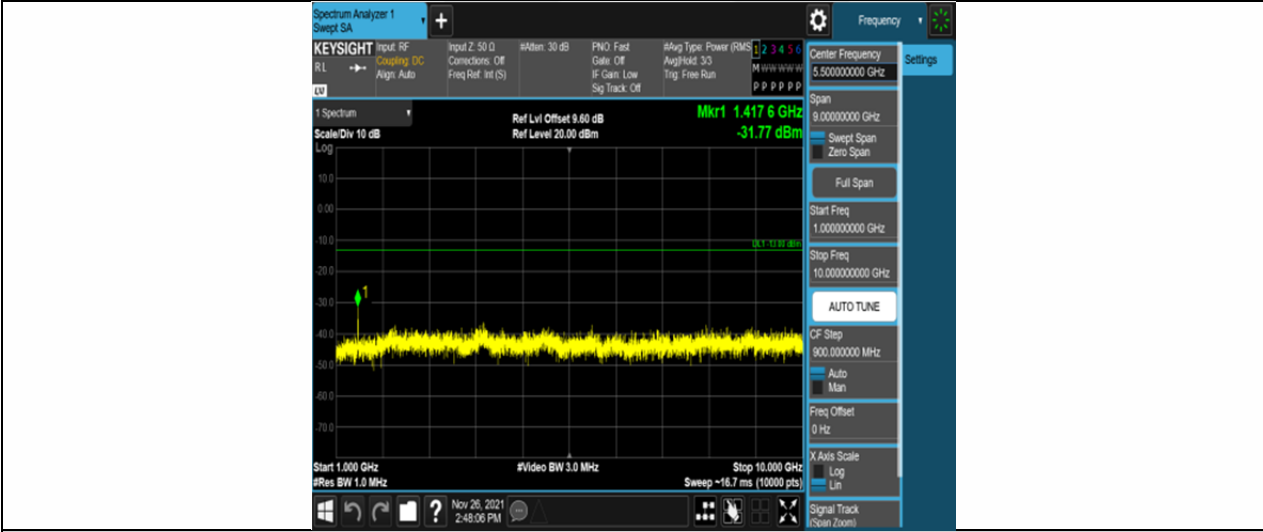 Spectrum Analyzer 1
Swept SA
Frequency
KEYSIGHT
RL
LV
Input: RF
Coupling: DC
Align: Auto
Input Z: 50 Ω
Corrections: Off
Freq Ref: Int (S)
#Atten: 30 dB
PNO: Fast
Gate: Off
IF Gain: Low
Sig Track: Off
#Avg Type: Power (RMS
Avg|Hold: 3/3
Trig: Free Run
1 2 3 4 5 6
M W W W W W
P P P P P P
1 Spectrum
Scale/Div 10 dB
Log
Ref Lvl Offset 9.60 dB
Ref Level 20.00 dBm
Mkr1 1.417 6 GHz
-31.77 dBm
10.0
0.00
-10.0
DL1 -13.00 dBm
-20.0
1
-30.0
-40.0
-50.0
-60.0
-70.0
Start 1.000 GHz
#Res BW 1.0 MHz
#Video BW 3.0 MHz
Stop 10.000 GHz
Sweep ~16.7 ms (10000 pts)
Nov 26, 2021
2:48:06 PM
Center Frequency
5.500000000 GHz
Settings
Span
9.00000000 GHz
Swept Span
Zero Span
Full Span
Start Freq
1.000000000 GHz
Stop Freq
10.000000000 GHz
AUTO TUNE
CF Step
900.000000 MHz
Auto
Man
Freq Offset
0 Hz
X Axis Scale
Log
Lin
Signal Track
(Span Zoom)